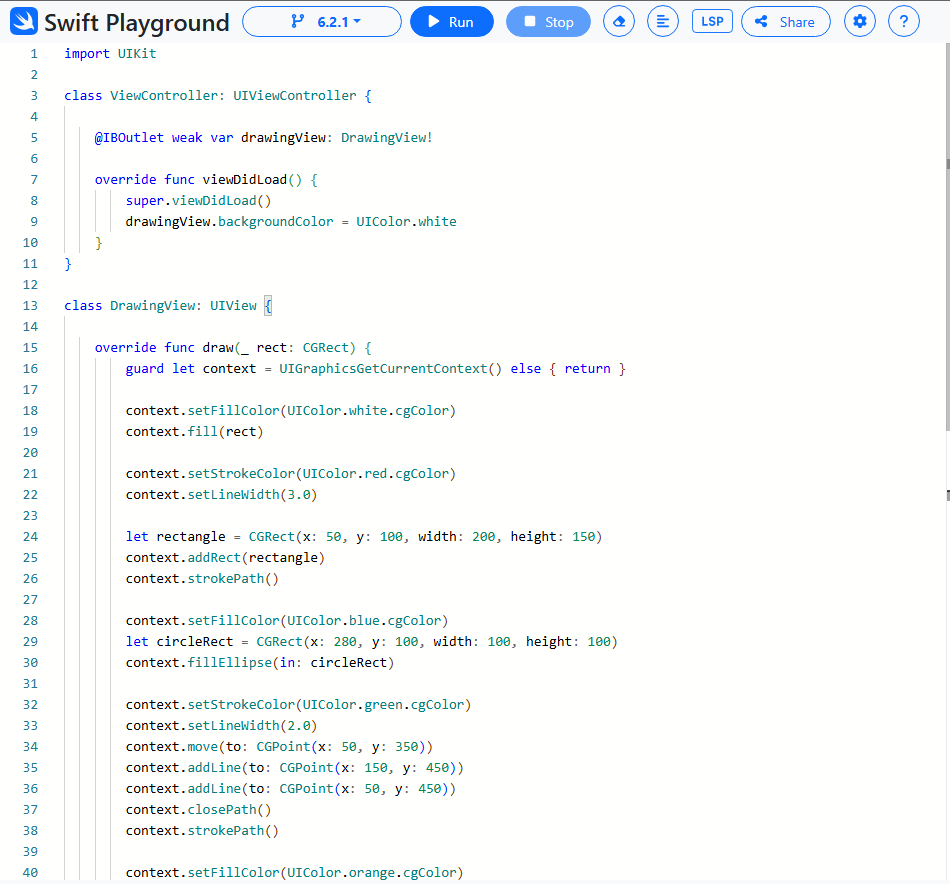 Swift Playground 6.2.1 Run Stop LSP Share ?
1 import UIKit
2
3 class ViewController: UIViewController {
4
5 @IBOutlet weak var drawingView: DrawingView!
6
7 override func viewDidLoad() {
8 super.viewDidLoad()
9 drawingView.backgroundColor = UIColor.white
10 }
11 }
12
13 class DrawingView: UIView {
14
15 override func draw(_ rect: CGRect) {
16 guard let context = UIGraphicsGetCurrentContext() else { return }
17
18 context.setFillColor(UIColor.white.cgColor)
19 context.fill(rect)
20
21 context.setStrokeColor(UIColor.red.cgColor)
22 context.setLineWidth(3.0)
23
24 let rectangle = CGRect(x: 50, y: 100, width: 200, height: 150)
25 context.addRect(rectangle)
26 context.strokePath()
27
28 context.setFillColor(UIColor.blue.cgColor)
29 let circleRect = CGRect(x: 280, y: 100, width: 100, height: 100)
30 context.fillEllipse(in: circleRect)
31
32 context.setStrokeColor(UIColor.green.cgColor)
33 context.setLineWidth(2.0)
34 context.move(to: CGPoint(x: 50, y: 350))
35 context.addLine(to: CGPoint(x: 150, y: 450))
36 context.addLine(to: CGPoint(x: 50, y: 450))
37 context.closePath()
38 context.strokePath()
39
40 context.setFillColor(UIColor.orange.cgColor)